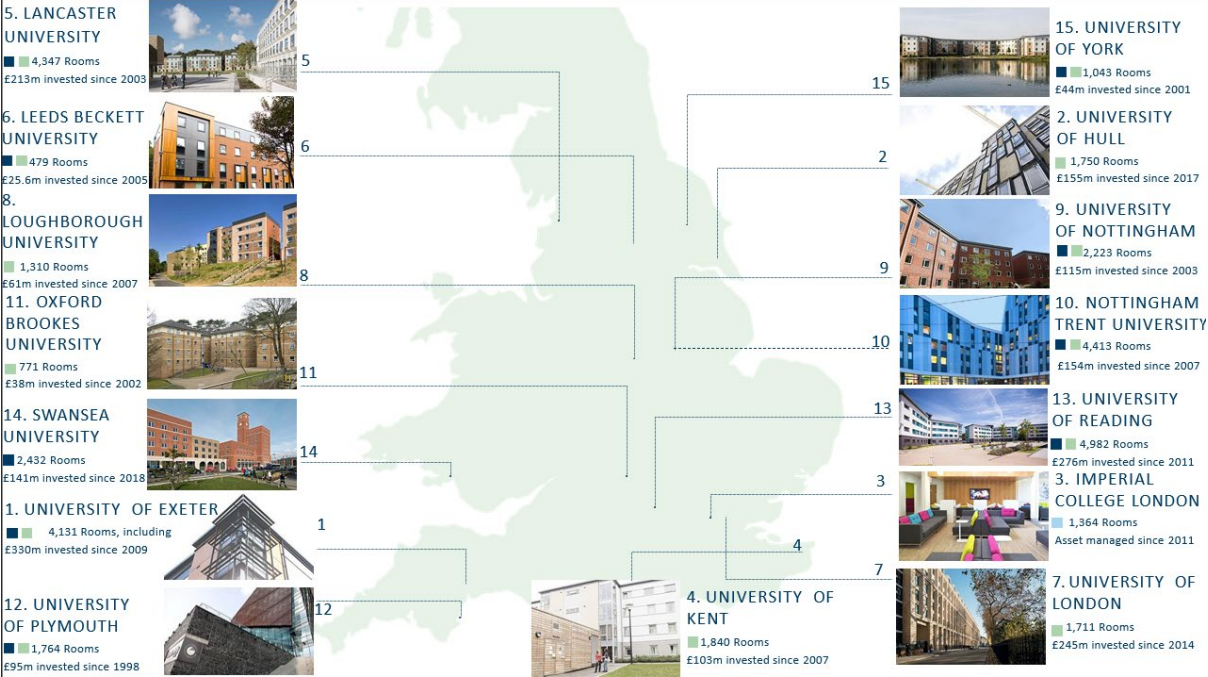 5. LANCASTER
UNIVERSITY
4,347 Rooms
£213m invested since 2003
6. LEEDS BECKETT
UNIVERSITY
479 Rooms
£25.6m invested since 2005
8.
LOUGHBOROUGH
UNIVERSITY
1,310 Rooms
£61m invested since 2007
11. OXFORD
BROOKES
UNIVERSITY
771 Rooms
£38m invested since 2002
14. SWANSEA
UNIVERSITY
2,432 Rooms
£141m invested since 2018
1. UNIVERSITY OF EXETER
4,131 Rooms, including
£330m invested since 2009
12. UNIVERSITY
OF PLYMOUTH
1,764 Rooms
£95m invested since 1998
5
6
8
11
14
1
12
15
2
9
10
13
3
4
7
4. UNIVERSITY OF
KENT
1,840 Rooms
£103m invested since 2007
15. UNIVERSITY
OF YORK
1,043 Rooms
£44m invested since 2001
2. UNIVERSITY
OF HULL
1,750 Rooms
£155m invested since 2017
9. UNIVERSITY
OF NOTTINGHAM
2,223 Rooms
£115m invested since 2003
10. NOTTINGHAM
TRENT UNIVERSITY
4,413 Rooms
£154m invested since 2007
13. UNIVERSITY
OF READING
4,982 Rooms
£276m invested since 2011
3. IMPERIAL
COLLEGE LONDON
1,364 Rooms
Asset managed since 2011
7. UNIVERSITY OF
LONDON
1,711 Rooms
£245m invested since 2014